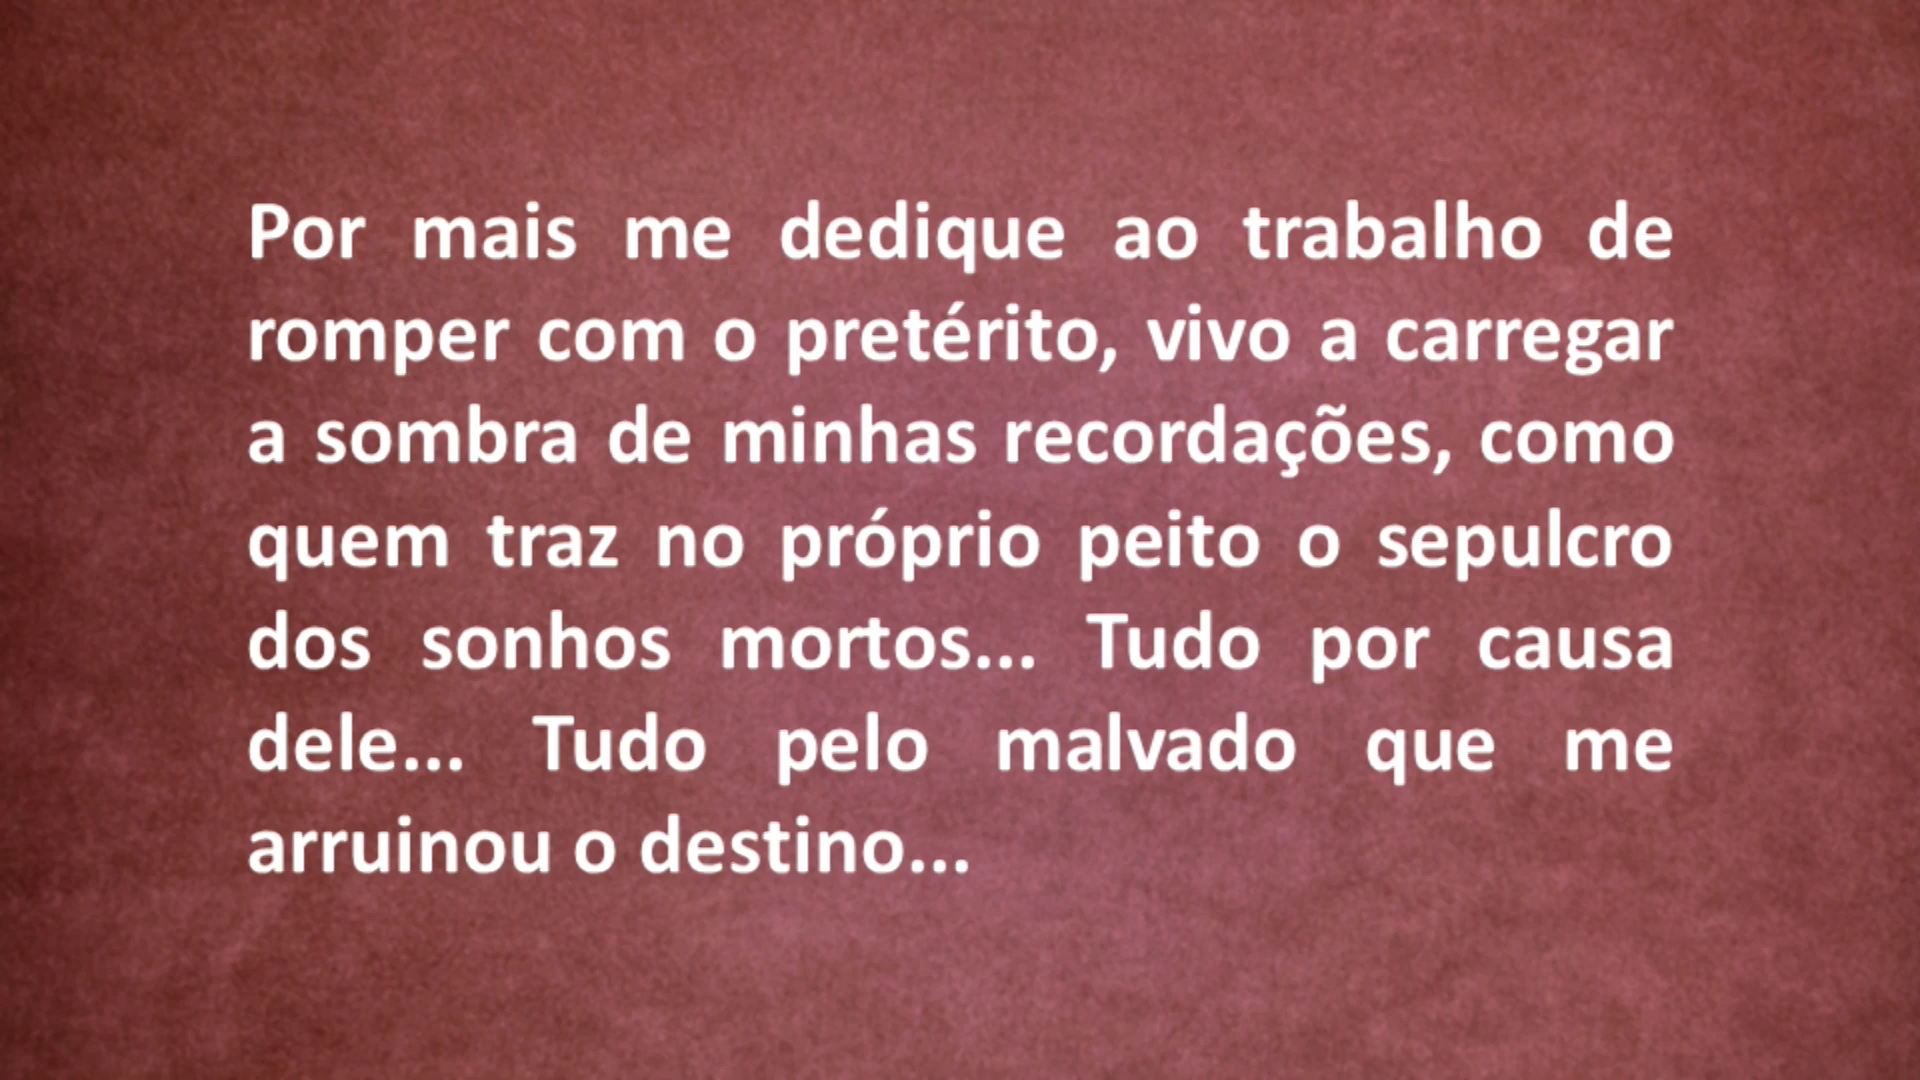 Por mais me dedique ao trabalho de
romper com o pretérito, vivo a carregar
a sombra de minhas recordações, como
quem traz no próprio peito o sepulcro
dos sonhos mortos... Tudo por causa
dele... Tudo pelo malvado que me
arruinou o destino...